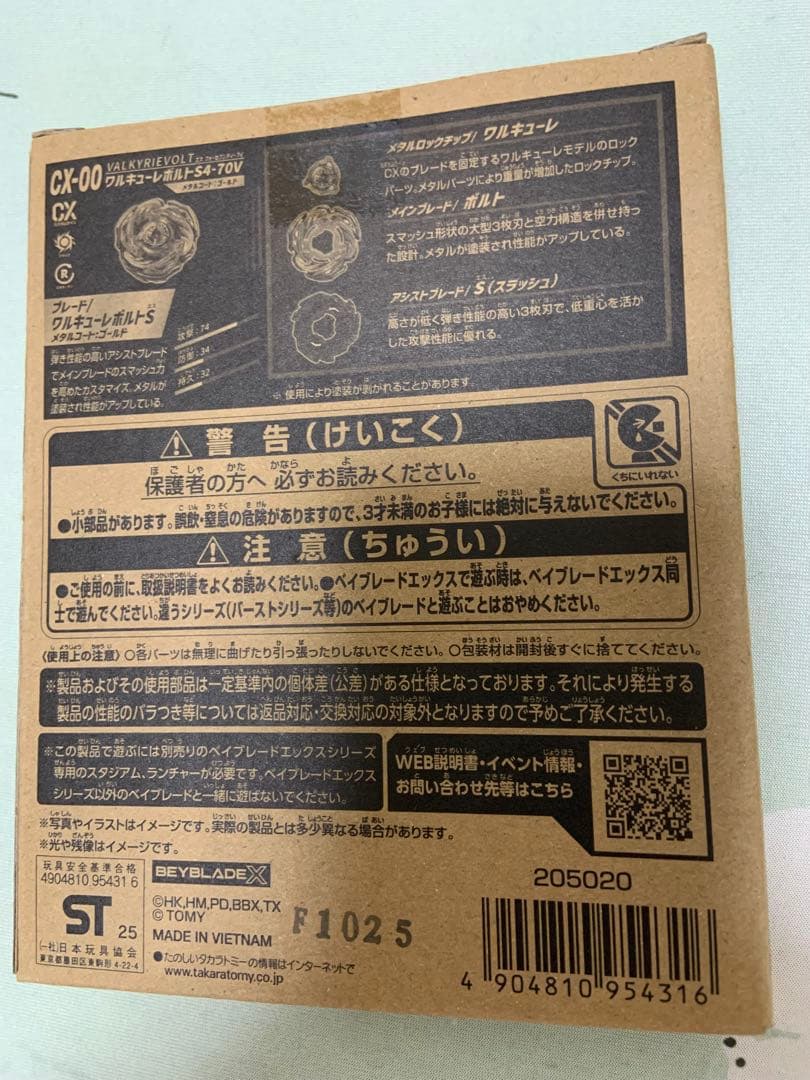 CX-00
VALKYRIEVOLT
ワルキューレボルトS4-70V
メタルコート:ゴールド
CX
R
ブレード/
ワルキューレボルトS
メタルコート:ゴールド
攻撃:74
防御:34
持久:32
弾き性能の高いアシストブレード
でメインブレードのスマッシュ力
を高めたカスタマイズ。メタルが
塗装され性能がアップしている。
メタルロックチップ/ ワルキューレ
CXのブレードを固定するワルキューレモデルのロック
パーツ。メタルパーツにより重量が増加したロックチップ。
メインブレード/ ボルト
スマッシュ形状の大型3枚刃と空力構造を併せ持っ
た設計。メタルが塗装され性能がアップしている。
アシストブレード/ S(スラッシュ)
高さが低く弾き性能の高い3枚刃で、低重心を活か
した攻撃性能に優れる。
※使用により塗装が剥がれることがあります。
警告(けいこく)
保護者の方へ 必ずお読みください。
●小部品があります。誤飲・窒息の危険がありますので、3才未満のお子様には絶対に与えないでください。
くちにいれない
注意(ちゅうい)
●ご使用の前に、取扱説明書をよくお読みください。●ベイブレードエックスで遊ぶ時は、ベイブレードエックス同
士で遊んでください。違うシリーズ(バーストシリーズ等)のベイブレードと遊ぶことはおやめください。
〈使用上の注意〉○各パーツは無理に曲げたり引っ張ったりしないでください。○包装材は開封後すぐに捨ててください。
※製品およびその使用部品は一定基準内の個体差(公差)がある仕様となっております。それにより発生する
製品の性能のバラつき等については返品対応・交換対応の対象外となりますので予めご了承ください。
※この製品で遊ぶには別売りのベイブレードエックスシリーズ
専用のスタジアム、ランチャーが必要です。ベイブレードエックス
シリーズ以外のベイブレードと一緒に遊ばないでください。
WEB説明書・イベント情報・
お問い合わせ先等はこちら
※写真やイラストはイメージです。実際の製品とは多少異なる場合があります。
※光や残像はイメージです。
玩具安全基準合格
4904810 95431 6
ST 25
(一社)日本玩具協会
東京都墨田区東駒形 4-22-4
BEYBLADE X
©HK,HM,PD,BBX,TX
© TOMY
MADE IN VIETNAM
F1025
●たのしいタカラトミーの情報はインターネットで
www.takaratomy.co.jp
205020
4 904810 954316